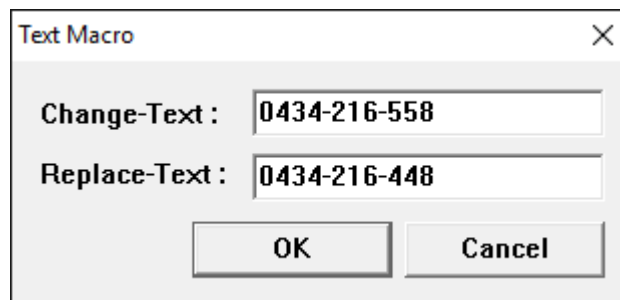 Text Macro
Change-Text : 0434-216-558
Replace-Text : 0434-216-448
OK Cancel